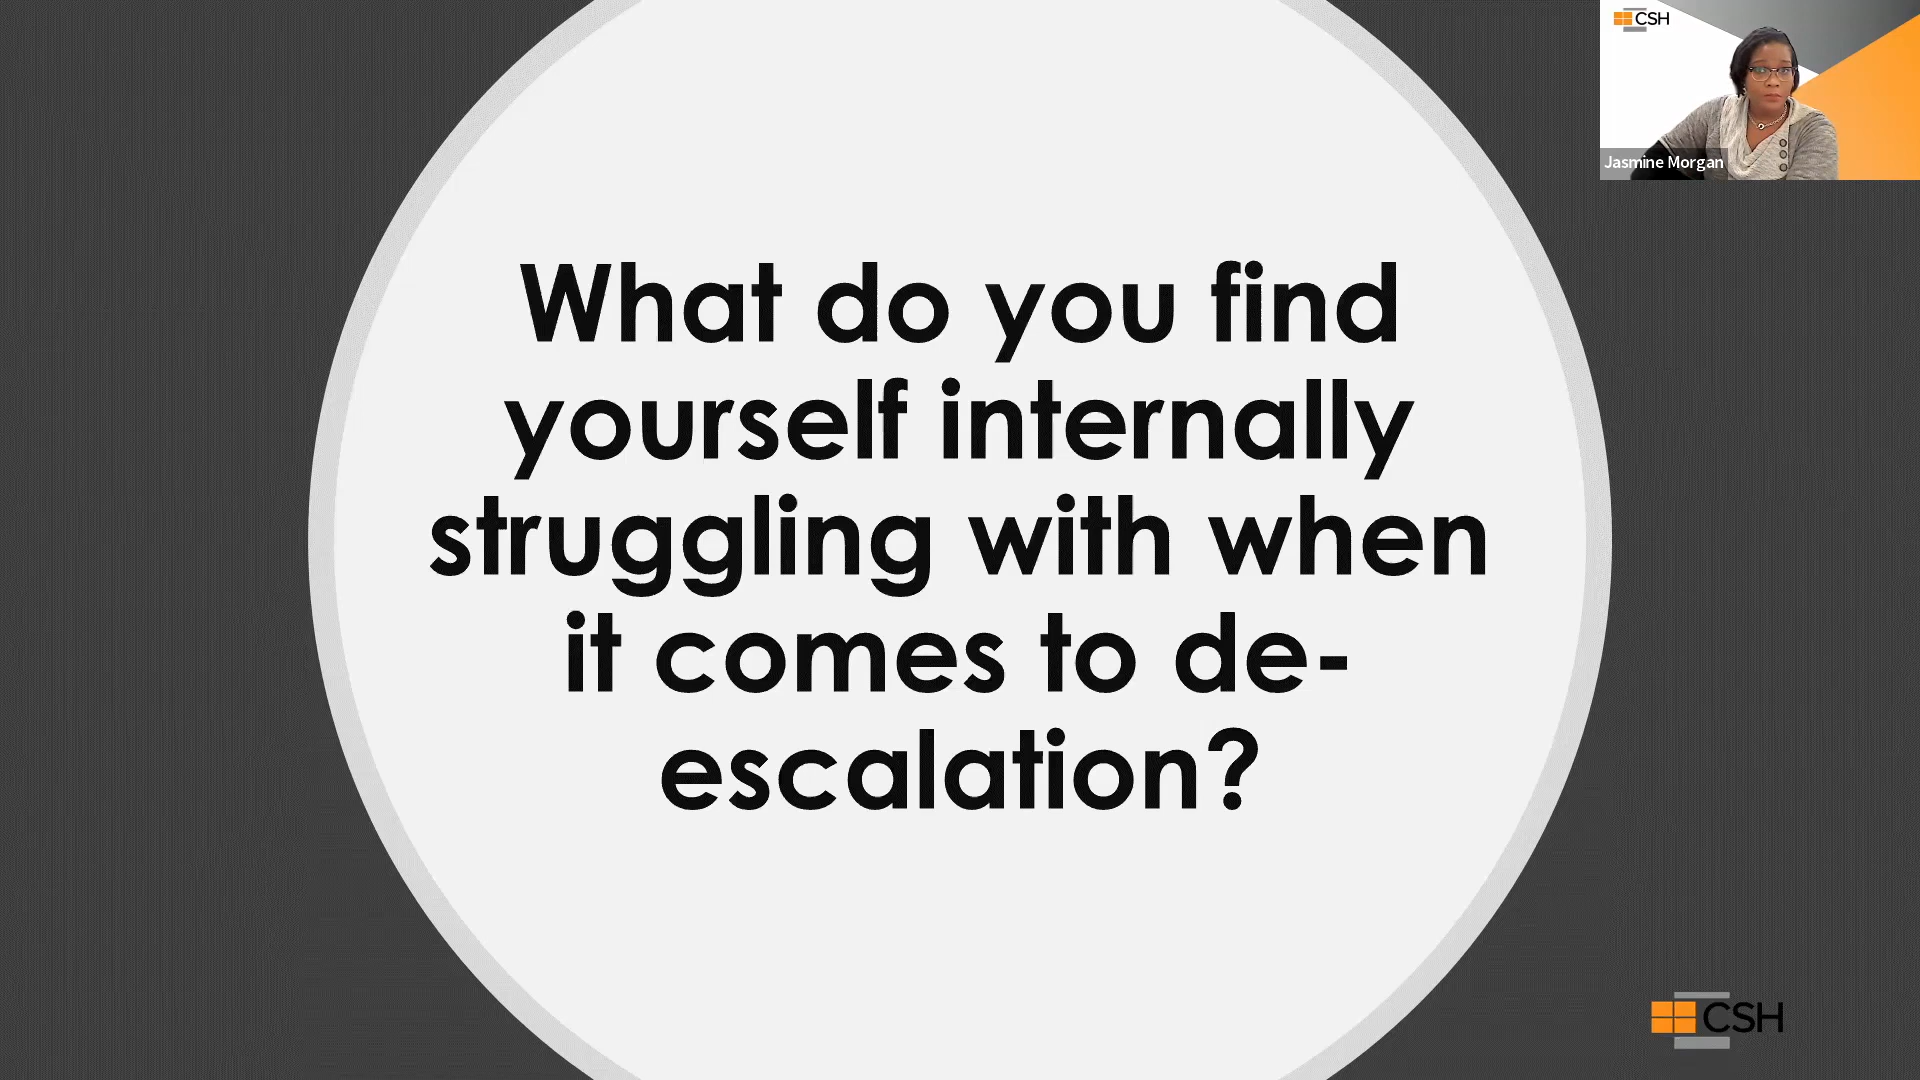 CSH
Jasmine Morgan
What do you find
yourself internally
struggling with when
it comes to de-
escalation?
CSH